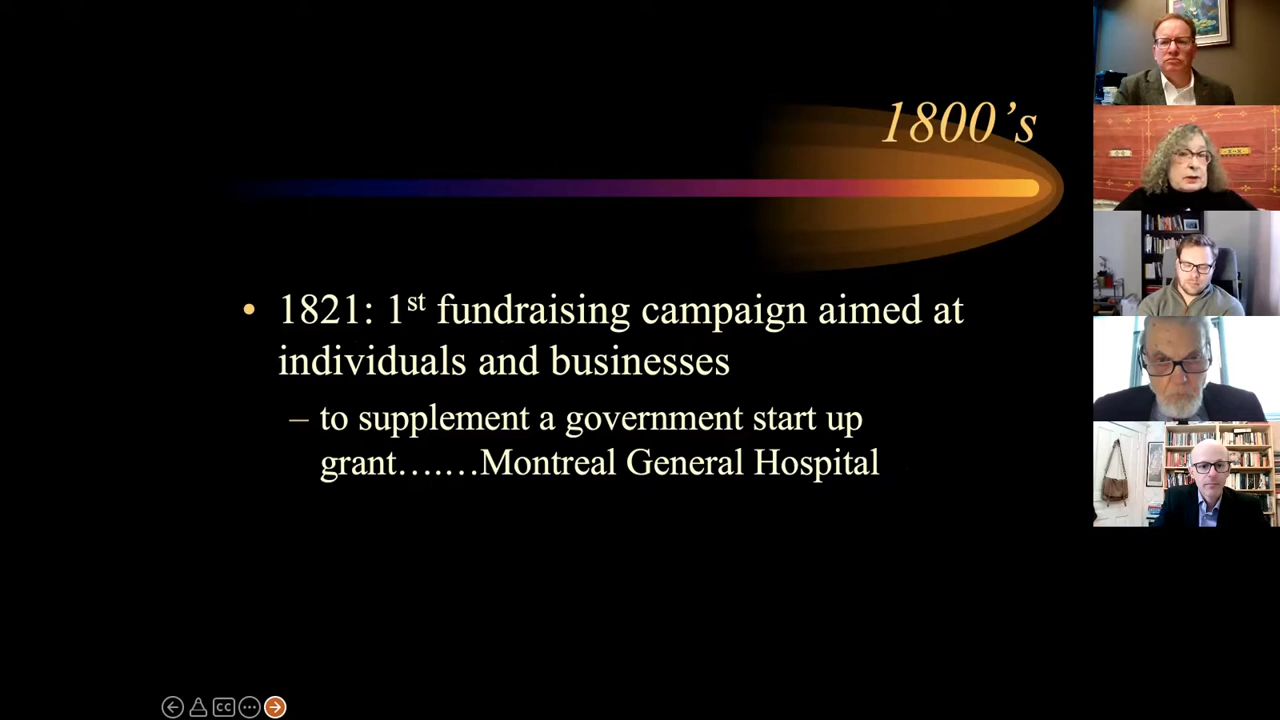 1800’s
• 1821: 1st fundraising campaign aimed at
individuals and businesses
– to supplement a government start up
grant…….…Montreal General Hospital
CC